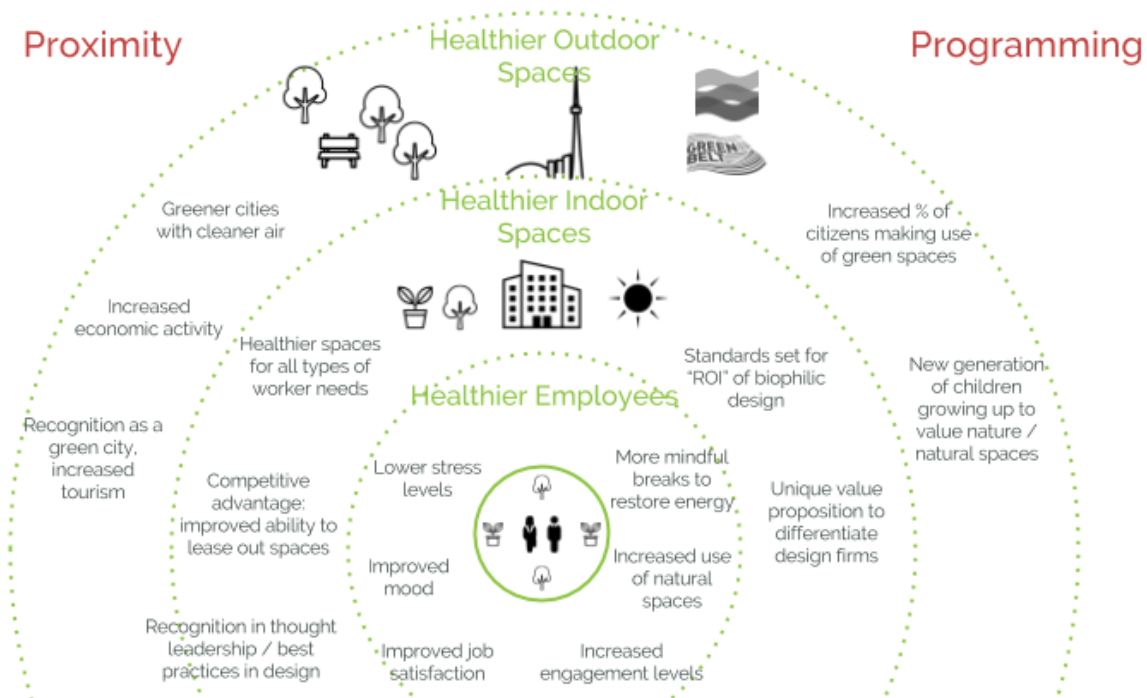 Proximity
Healthier Outdoor
Spaces
Programming
GREEN
BELT
Greener cities
with cleaner air
Increased % of
citizens making use
of green spaces
Healthier Indoor
Spaces
Increased
economic activity
Healthier spaces
for all types of
worker needs
Standards set for
"ROI" of biophilic
design
New generation
of children
growing up to
value nature /
natural spaces
Healthier Employees
Recognition as a
green city,
increased
tourism
Competitive
advantage:
improved ability to
lease out spaces
Lower stress
levels
More mindful
breaks to
restore energy
Unique value
proposition to
differentiate
design firms
Improved
mood
Increased use
of natural
spaces
Recognition in thought
leadership / best
practices in design
Improved job
satisfaction
Increased
engagement levels